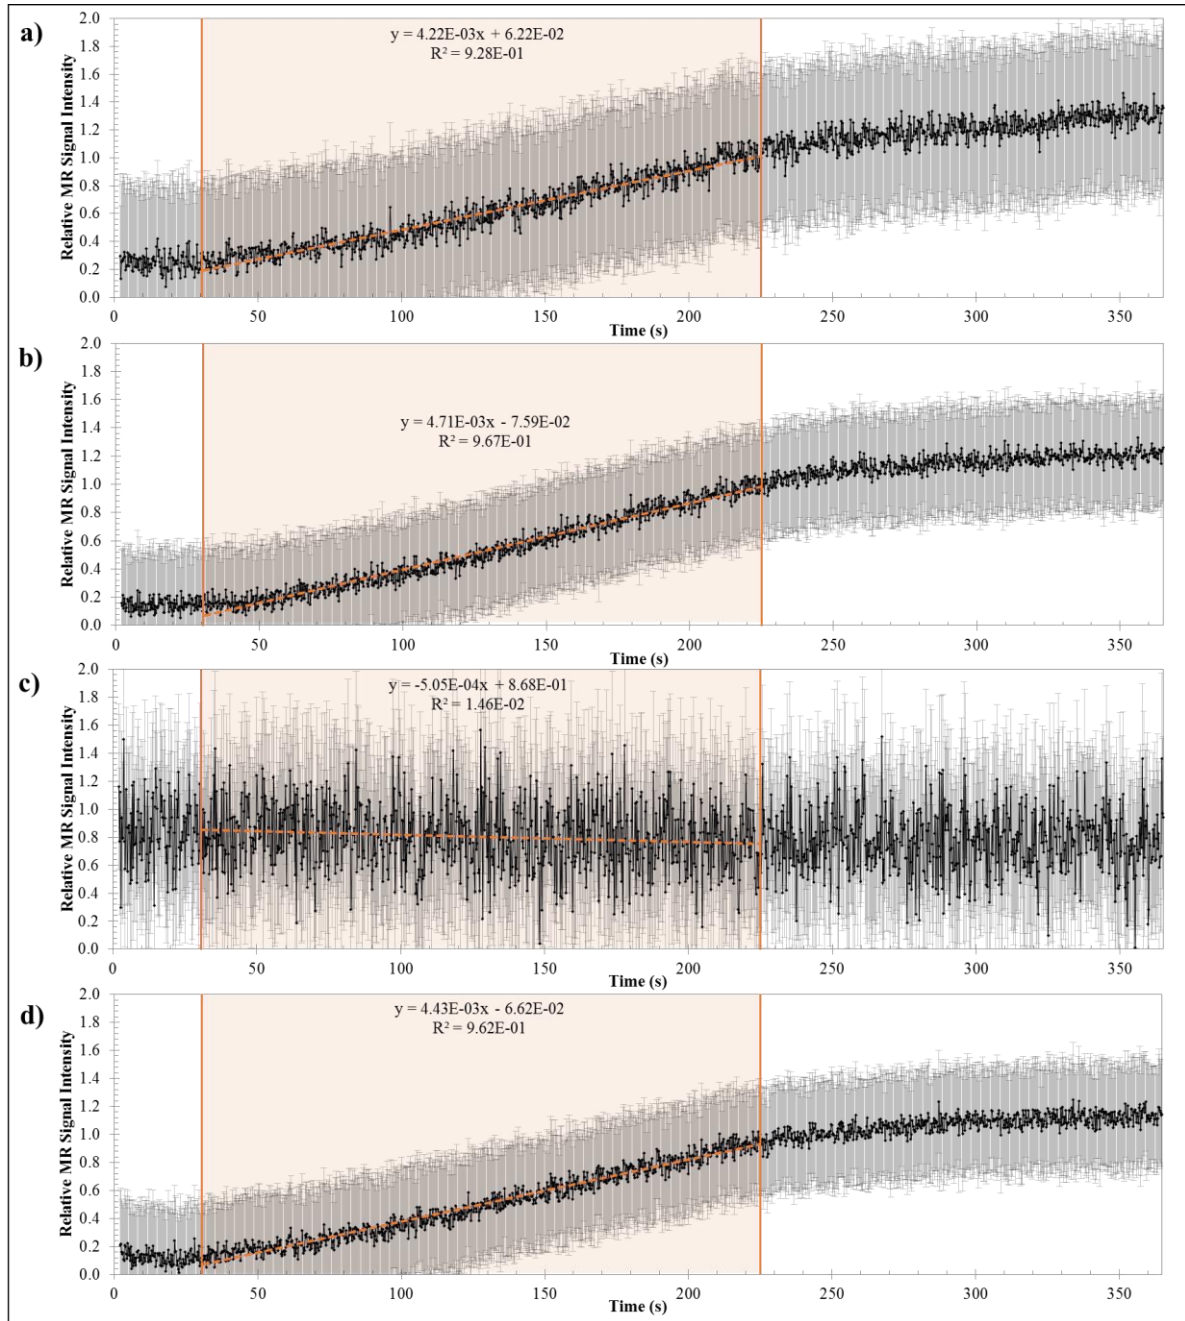 a)
Relative MR Signal Intensity
2.0
1.8
1.6
1.4
1.2
1.0
0.8
0.6
0.4
0.2
0.0
y = 4.22E-03x + 6.22E-02
R² = 9.28E-01
0 50 100 150 200 250 300 350
Time (s)
b)
Relative MR Signal Intensity
2.0
1.8
1.6
1.4
1.2
1.0
0.8
0.6
0.4
0.2
0.0
y = 4.71E-03x - 7.59E-02
R² = 9.67E-01
0 50 100 150 200 250 300 350
Time (s)
c)
Relative MR Signal Intensity
2.0
1.8
1.6
1.4
1.2
1.0
0.8
0.6
0.4
0.2
0.0
y = -5.05E-04x + 8.68E-01
R² = 1.46E-02
0 50 100 150 200 250 300 350
Time (s)
d)
Relative MR Signal Intensity
2.0
1.8
1.6
1.4
1.2
1.0
0.8
0.6
0.4
0.2
0.0
y = 4.43E-03x - 6.62E-02
R² = 9.62E-01
0 50 100 150 200 250 300 350
Time (s)